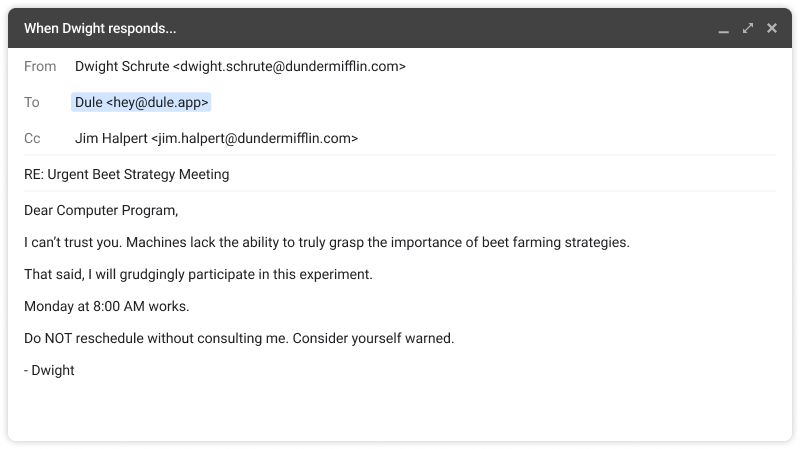 When Dwight responds...
From Dwight Schrute <dwight.schrute@dundermifflin.com>
To Dule <hey@dule.app>
Cc Jim Halpert <jim.halpert@dundermifflin.com>
RE: Urgent Beet Strategy Meeting
Dear Computer Program,
I can’t trust you. Machines lack the ability to truly grasp the importance of beet farming strategies.
That said, I will grudgingly participate in this experiment.
Monday at 8:00 AM works.
Do NOT reschedule without consulting me. Consider yourself warned.
- Dwight